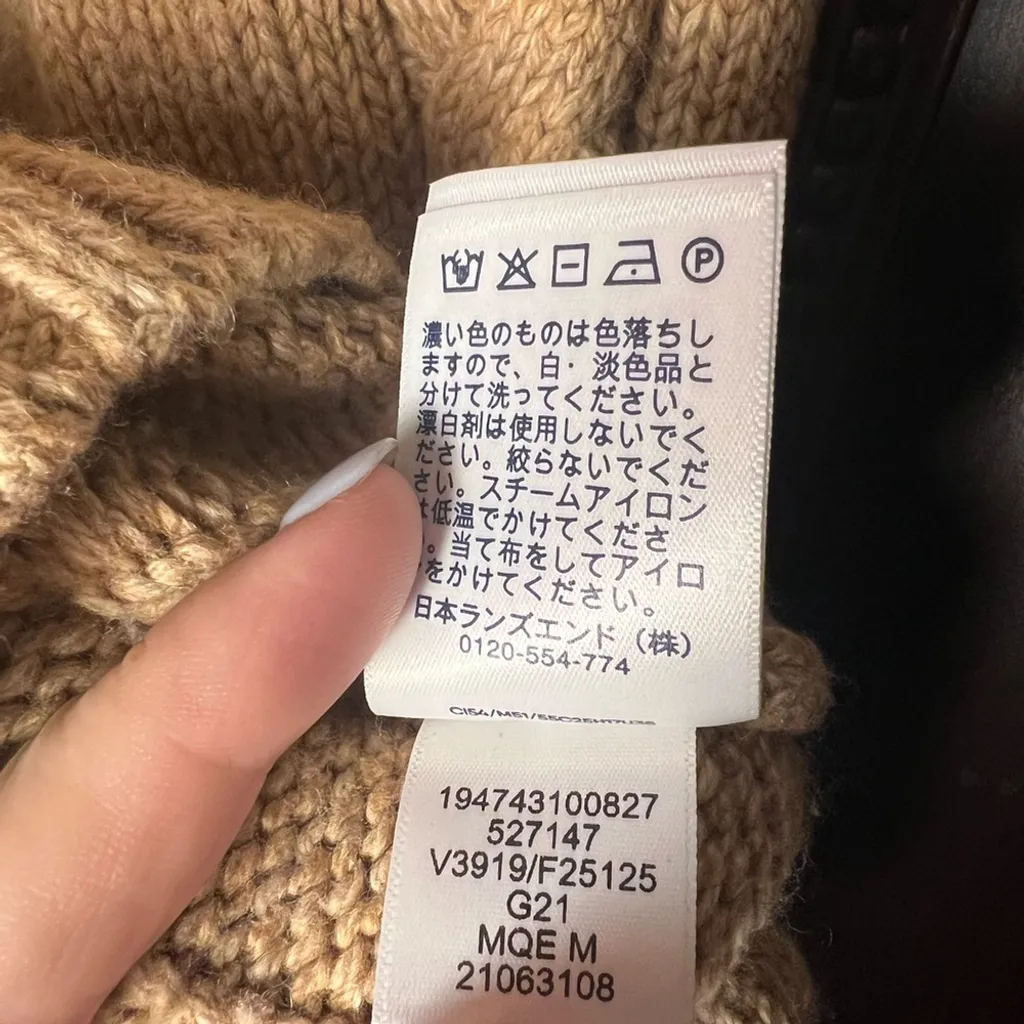 P
濃い色のものは色落ちし
ますので、白・淡色品と
分けて洗ってください。
漂白剤は使用しないでく
ださい。絞らないでくだ
さい。スチームアイロン
は低温でかけてくださ
。当て布をしてアイロ
をかけてください。
日本ランズエンド（株）
0120-554-774
194743100827
527147
V3919/F25125
G21
MQE M
21063108